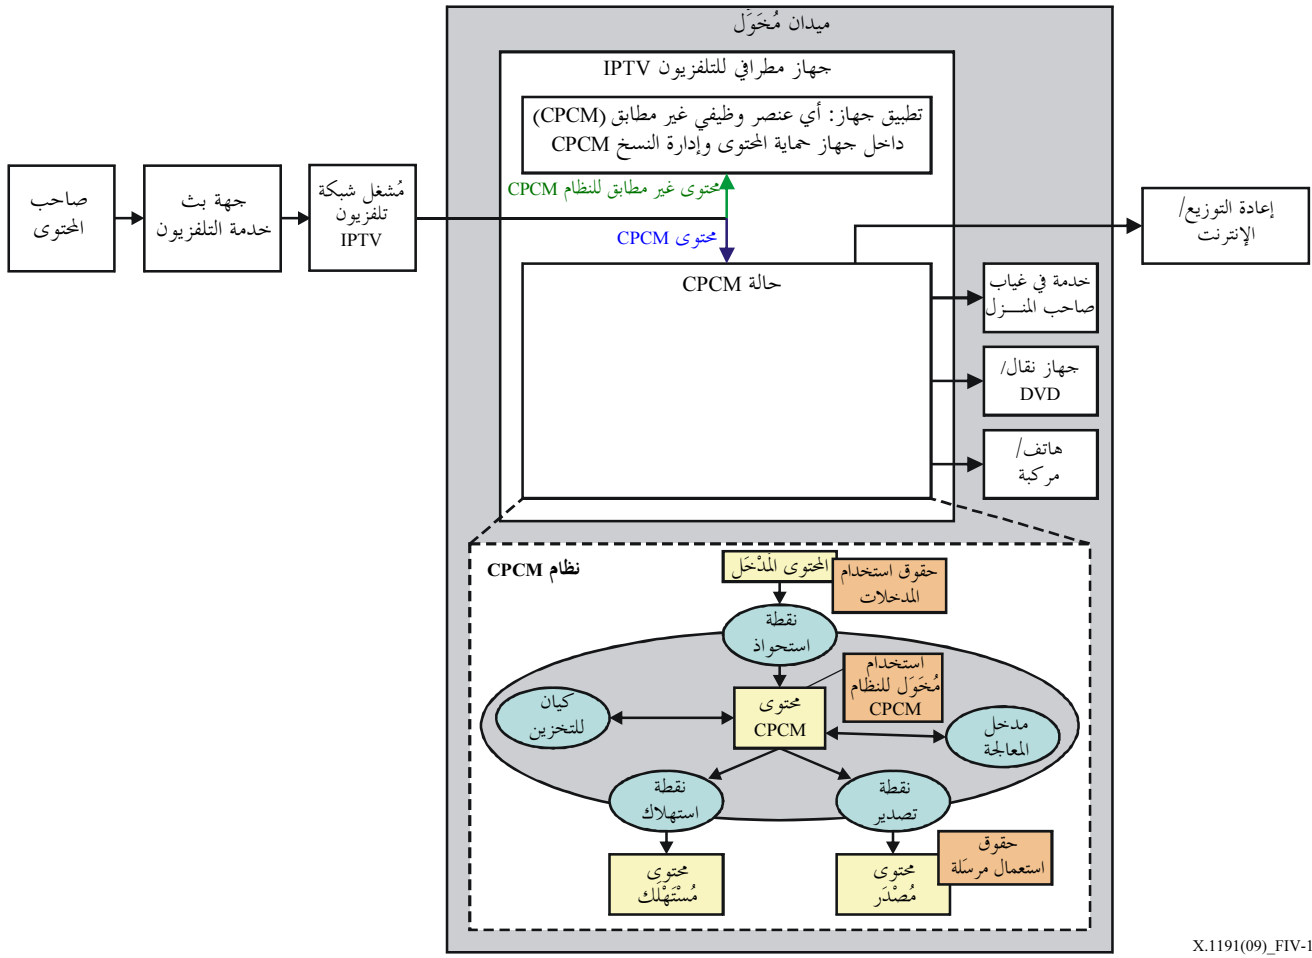 ميدان مُخَوَّل
جهاز مطرافي للتلفزيون IPTV
تطبيق جهاز: أي عنصر وظيفي غير مطابق (CPCM)
داخل جهاز حماية المحتوى وإدارة النسخ CPCM
صاحب
المحتوى
جهة بث
خدمة التلفزيون
مُشغل شبكة
تلفزيون
IPTV
محتوى غير مطابق للنظام CPCM
محتوى CPCM
إعادة التوزيع/
الإنترنت
حالة CPCM
خدمة في غياب
صاحب المنـــزل
جهاز نقال/
DVD
هاتف/
مركبة
نظام CPCM
المحتوى المُدْخَل
حقوق استخدام
المدخلات
نقطة
استحواذ
استخدام
مُخَوَل للنظام
CPCM
محتوى
CPCM
كيان
للتخزين
مدخل
المعالجة
نقطة
استهلاك
نقطة
تصدير
حقوق
استعمال مرسَلة
محتوى
مُسْتَهْلَك
محتوى
مُصْدَر
X.1191(09)_FIV-1